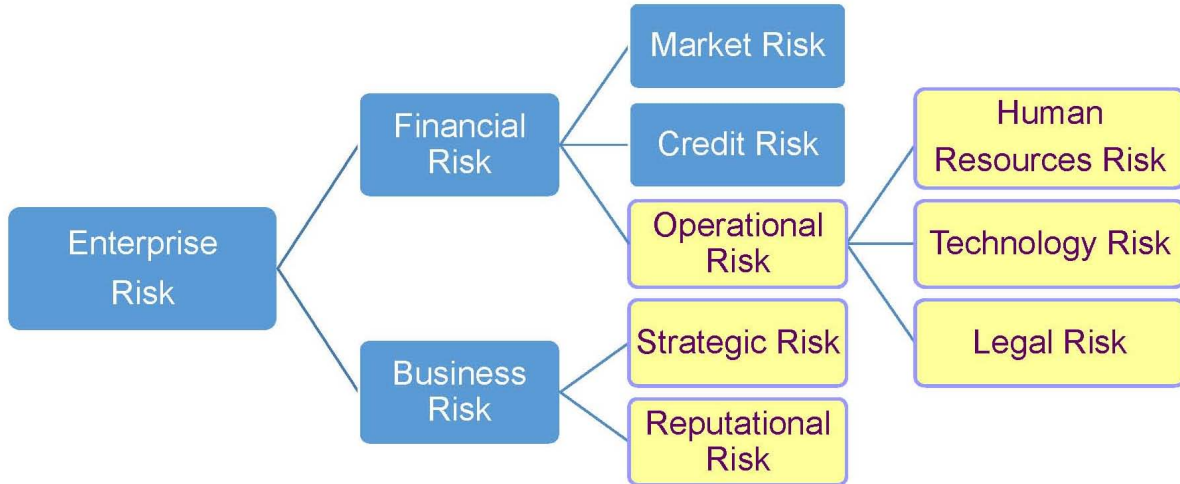 Enterprise
Risk
Financial
Risk
Business
Risk
Market Risk
Credit Risk
Operational
Risk
Strategic Risk
Reputational
Risk
Human
Resources Risk
Technology Risk
Legal Risk